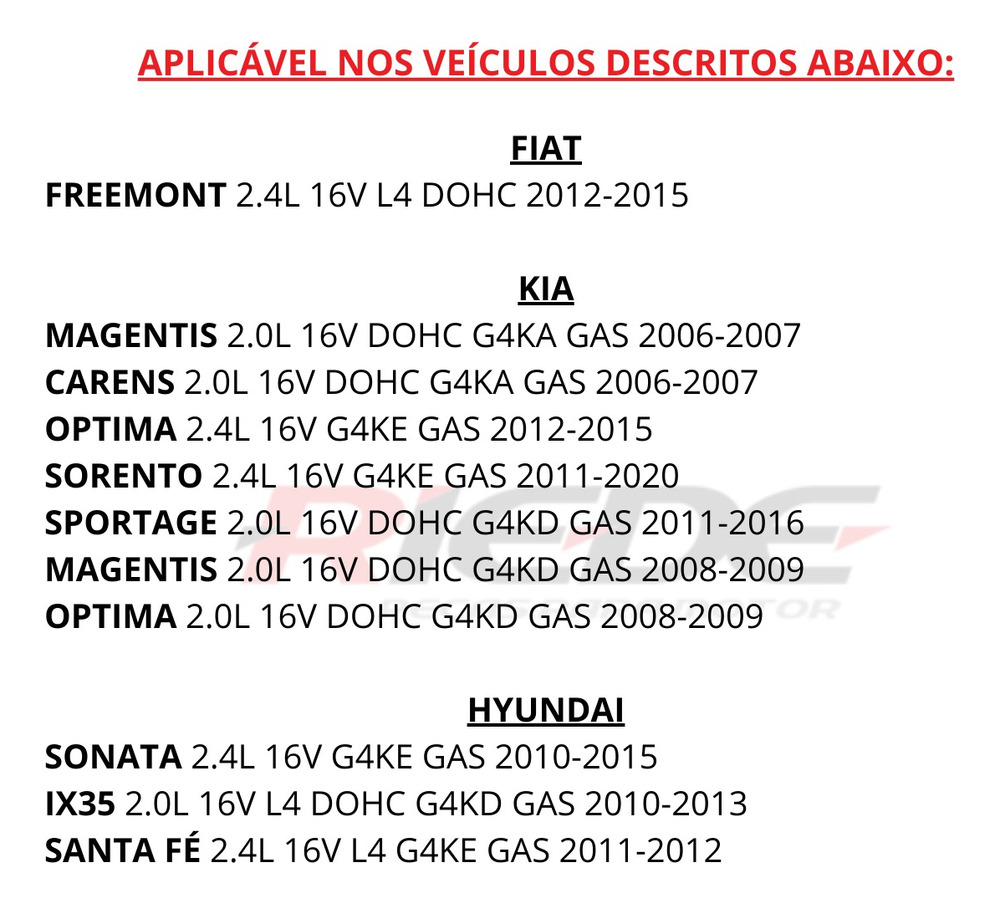 APLICÁVEL NOS VEÍCULOS DESCRITOS ABAIXO:
FIAT
FREEMONT 2.4L 16V L4 DOHC 2012-2015
KIA
MAGENTIS 2.0L 16V DOHC G4KA GAS 2006-2007
CARENS 2.0L 16V DOHC G4KA GAS 2006-2007
OPTIMA 2.4L 16V G4KE GAS 2012-2015
SORENTO 2.4L 16V G4KE GAS 2011-2020
SPORTAGE 2.0L 16V DOHC G4KD GAS 2011-2016
MAGENTIS 2.0L 16V DOHC G4KD GAS 2008-2009
OPTIMA 2.0L 16V DOHC G4KD GAS 2008-2009
RIEDE
HYUNDAI
SONATA 2.4L 16V G4KE GAS 2010-2015
IX35 2.0L 16V L4 DOHC G4KD GAS 2010-2013
SANTA FÉ 2.4L 16V L4 G4KE GAS 2011-2012